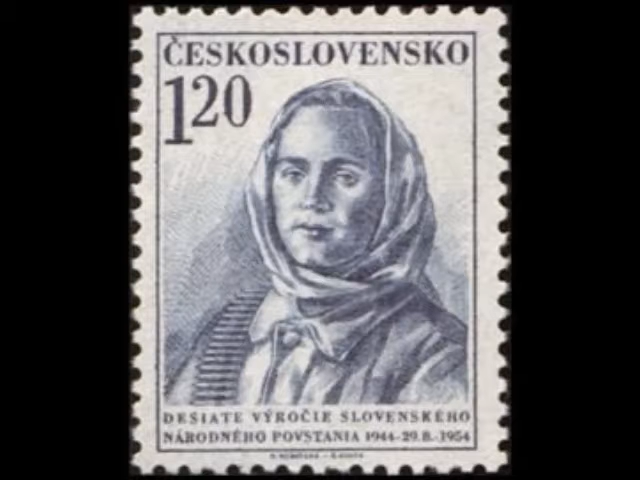 ČESKOSLOVENSKO
1.20
DESIATE VÝROČIE SLOVENSKÉHO
NÁRODNÉHO POVSTANIA 1944-29.8.-1954